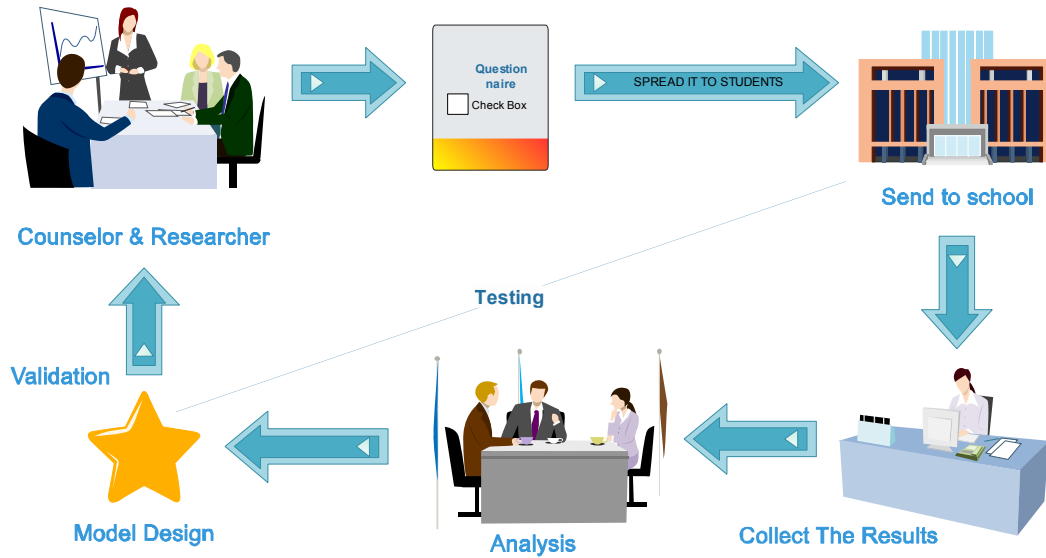 Question
naire
Check Box
SPREAD IT TO STUDENTS
Send to school
Counselor & Researcher
Testing
Validation
Model Design
Analysis
Collect The Results